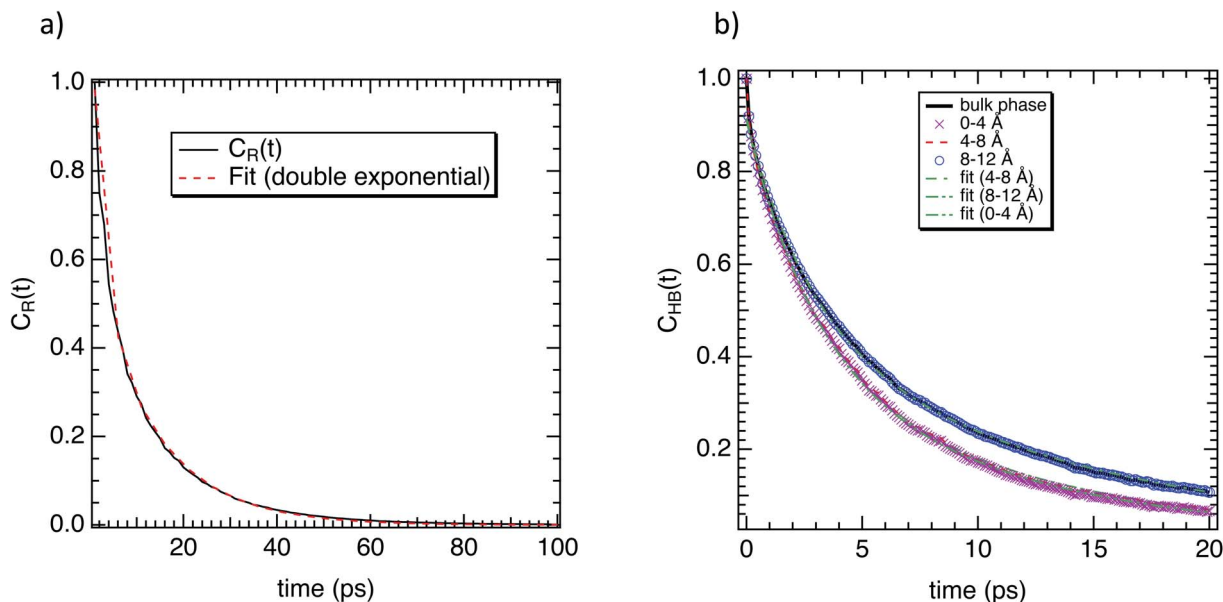 a)
1.0
0.8
0.6
0.4
0.2
0.0
C_R(t)
C_R(t)
Fit (double exponential)
20
40
60
80
100
time (ps)
b)
1.0
0.8
0.6
0.4
0.2
C_HB(t)
bulk phase
0-4 Å
4-8 Å
8-12 Å
fit (4-8 Å)
fit (8-12 Å)
fit (0-4 Å)
0
5
10
15
20
time (ps)